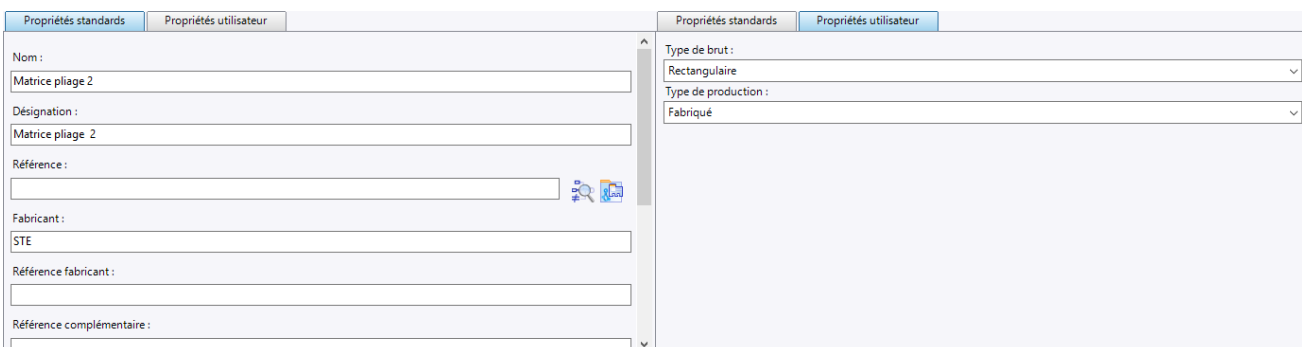 Propriétés standards Propriétés utilisateur
Nom :
Matrice pliage 2
Désignation :
Matrice pliage  2
Référence :
Fabricant :
STE
Référence fabricant :
Référence complémentaire :
Propriétés standards Propriétés utilisateur
Type de brut :
Rectangulaire
Type de production :
Fabriqué